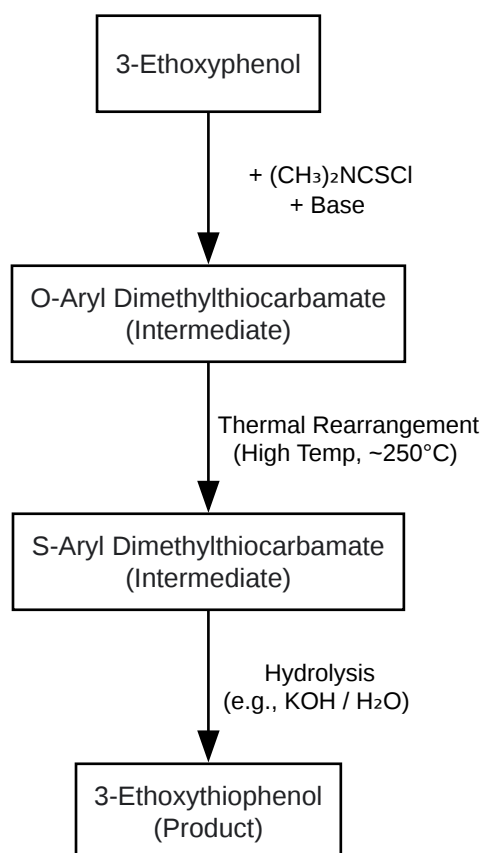 3-Ethoxyphenol
+ (CH₃)₂NCSCl
+ Base
O-Aryl Dimethylthiocarbamate
(Intermediate)
Thermal Rearrangement
(High Temp, ~250°C)
S-Aryl Dimethylthiocarbamate
(Intermediate)
Hydrolysis
(e.g., KOH / H₂O)
3-Ethoxythiophenol
(Product)